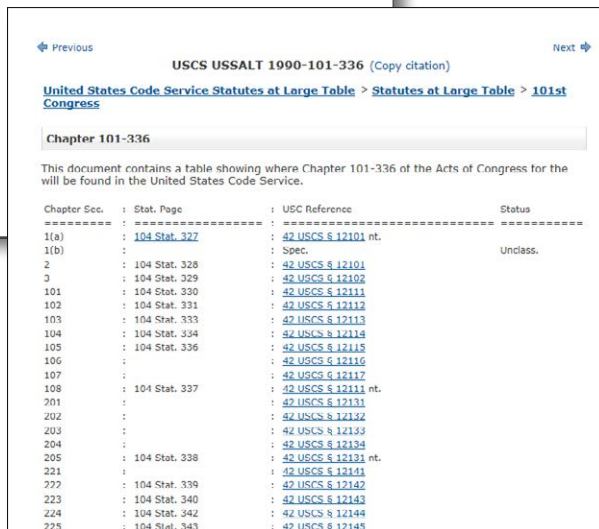 Previous
Next
USCS USSALT 1990-101-336 (Copy citation)
United States Code Service Statutes at Large Table > Statutes at Large Table > 101st
Congress
Chapter 101-336
This document contains a table showing where Chapter 101-336 of the Acts of Congress for the
will be found in the United States Code Service.
Chapter Sec. : Stat. Page : USC Reference Status
========= : ================= : ============================== ===========
1(a) : 104 Stat. 327 : 42 USCS § 12101 nt.
1(b) : : Spec. Unclass.
2 : 104 Stat. 328 : 42 USCS § 12101
3 : 104 Stat. 329 : 42 USCS § 12102
101 : 104 Stat. 330 : 42 USCS § 12111
102 : 104 Stat. 331 : 42 USCS § 12112
103 : 104 Stat. 333 : 42 USCS § 12113
104 : 104 Stat. 334 : 42 USCS § 12114
105 : 104 Stat. 336 : 42 USCS § 12115
106 : : 42 USCS § 12116
107 : : 42 USCS § 12117
108 : 104 Stat. 337 : 42 USCS § 12111 nt.
201 : : 42 USCS § 12131
202 : : 42 USCS § 12132
203 : : 42 USCS § 12133
204 : : 42 USCS § 12134
205 : 104 Stat. 338 : 42 USCS § 12131 nt.
221 : : 42 USCS § 12141
222 : 104 Stat. 339 : 42 USCS § 12142
223 : 104 Stat. 340 : 42 USCS § 12143
224 : 104 Stat. 342 : 42 USCS § 12144
225 : 104 Stat. 343 : 42 USCS § 12145